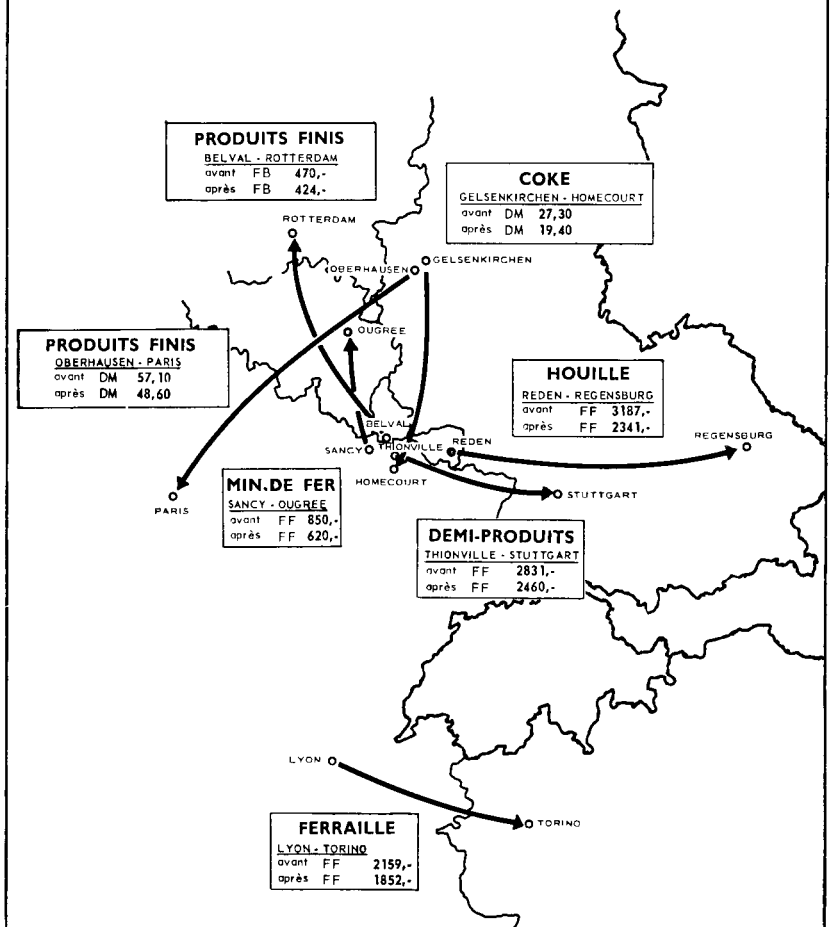 PRODUITS FINIS
BELVAL - ROTTERDAM
avant FB 470,-
après FB 424,-
COKE
GELSENKIRCHEN - HOMECOURT
avant DM 27,30
après DM 19,40
ROTTERDAM
GELSENKIRCHEN
OBERHAUSEN
OUGREE
PRODUITS FINIS
OBERHAUSEN - PARIS
avant DM 57,10
après DM 48,60
HOUILLE
REDEN - REGENSBURG
avant FF 3187,-
après FF 2341,-
BELVAL
REGENSBURG
SANCY
THIONVILLE
REDEN
HOMECOURT
PARIS
STUTTGART
MIN.DE FER
SANCY - OUGREE
avant FF 850,-
après FF 620,-
DEMI-PRODUITS
THIONVILLE - STUTTGART
avant FF 2831,-
après FF 2460,-
LYON
TORINO
FERRAILLE
LYON - TORINO
avant FF 2159,-
après FF 1852,-